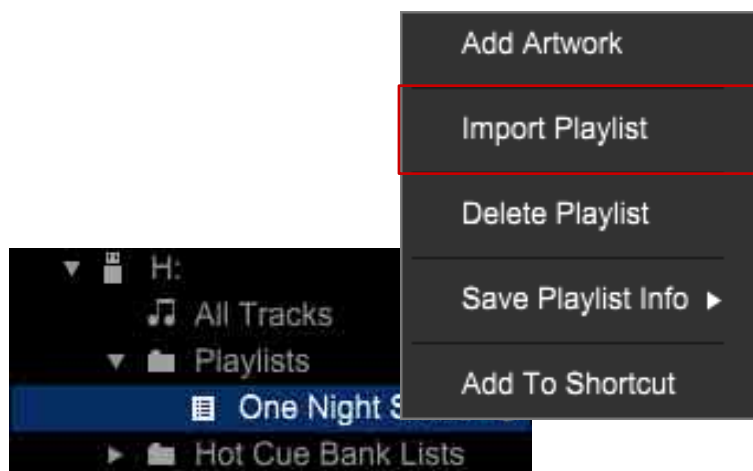 Add Artwork
Import Playlist
Delete Playlist
Save Playlist Info
Add To Shortcut
H:
All Tracks
Playlists
One Night
Hot Cue Bank Lists